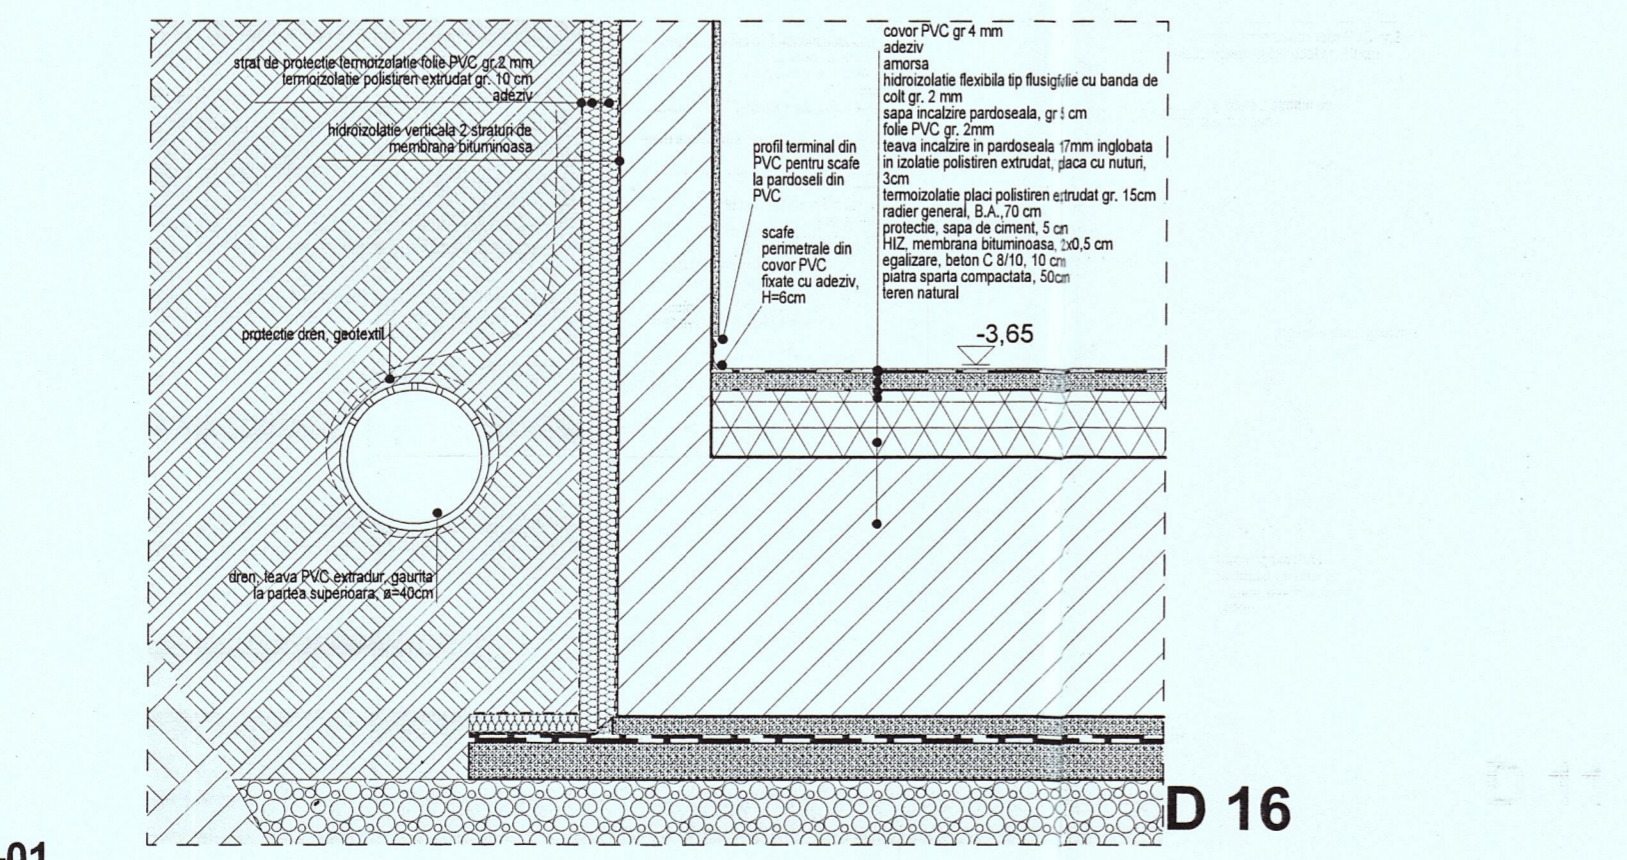 strat de protectie termoizolatie folie PVC gr.2 mm
termoizolatie polistiren extrudat gr. 10 cm
adeziv
hidroizolatie verticala 2 straturi de
membrana bituminoasa
protectie dren, geotextil
dren, teava PVC extradur, gaurita
la partea superioara, ø=40cm
profil terminal din
PVC pentru scafe
la pardoseli din
PVC
scafe
perimetrale din
covor PVC
fixate cu adeziv,
H=6cm
covor PVC gr 4 mm
adeziv
amorsa
hidroizolatie flexibila tip cu banda de
colt gr. 2 mm
sapa incalzire pardoseala, gr 5 cm
folie PVC gr. 2mm
teava incalzire in pardoseala 17mm inglobata
in izolatie polistiren extrudat, placa cu nuturi,
3cm
termoizolatie placi polistiren extrudat gr. 15cm
radier general, B.A.,70 cm
protectie, sapa de ciment, 5 cm
HIZ, membrana bituminoasa, 2x0,5 cm
egalizare, beton C 8/10, 10 cm
piatra sparta compactata, 50cm
teren natural
-3,65
D 16
-01